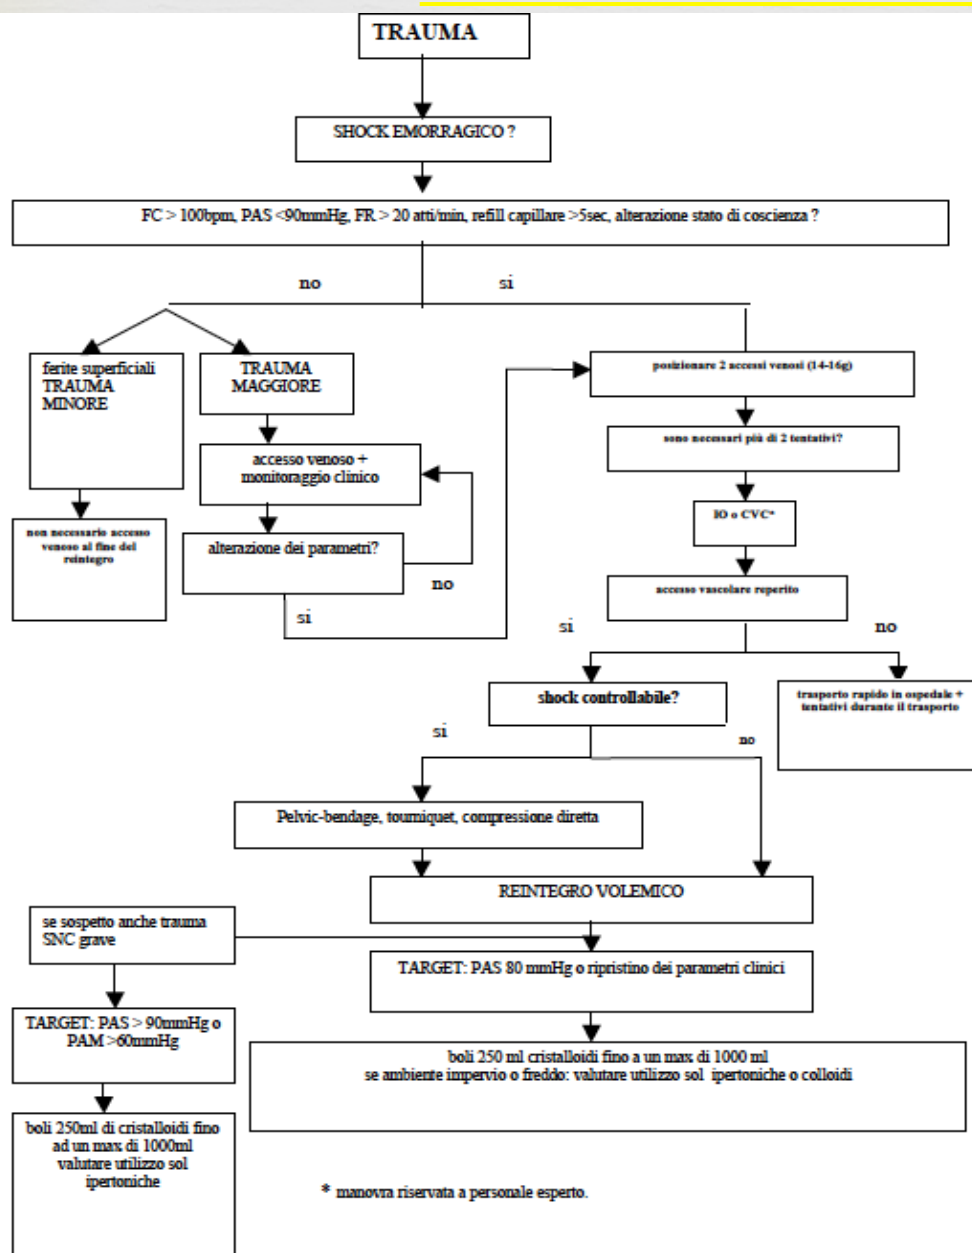 TRAUMA
SHOCK EMORRAGICO ?
FC > 100bpm, PAS <90mmHg, FR > 20 atti/min, refill capillare >5sec, alterazione stato di coscienza ?
no
si
ferite superficiali
TRAUMA
MINORE
TRAUMA
MAGGIORE
posizionare 2 accessi venosi (14-16g)
sono necessari più di 2 tentativi?
accesso venoso +
monitoraggio clinico
IO o CVC*
non necessario accesso
venoso al fine del
reintegro
alterazione dei parametri?
no
si
accesso vascolare reperito
si
no
shock controllabile?
trasporto rapido in ospedale +
tentativi durante il trasporto
si
no
Pelvic-bendage, tourniquet, compressione diretta
REINTEGRO VOLEMICO
se sospetto anche trauma
SNC grave
TARGET: PAS 80 mmHg o ripristino dei parametri clinici
TARGET: PAS > 90mmHg o
PAM >60mmHg
boli 250 ml cristalloidi fino a un max di 1000 ml
se ambiente impervio o freddo: valutare utilizzo sol ipertoniche o colloidi
boli 250ml di cristalloidi fino
ad un max di 1000ml
valutare utilizzo sol
ipertoniche
* manovra riservata a personale esperto.